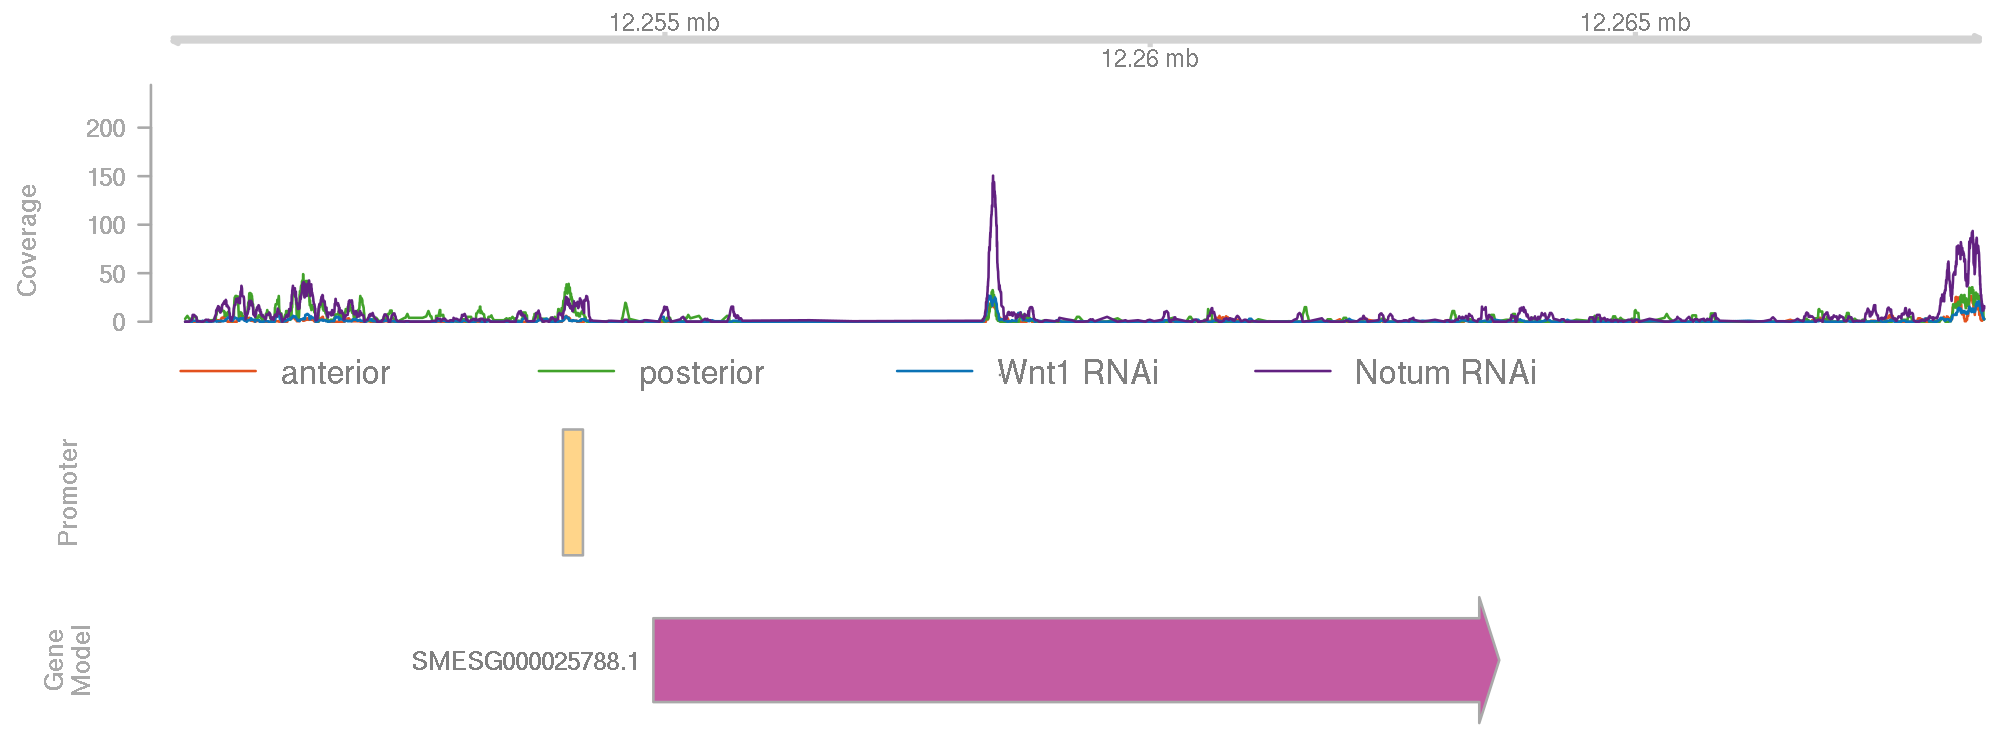 12.255 mb
12.265 mb
12.26 mb
Coverage
200
150
100
50
0
anterior
posterior
Wnt1 RNAi
Notum RNAi
Promoter
Gene
Model
SMESG000025788.1